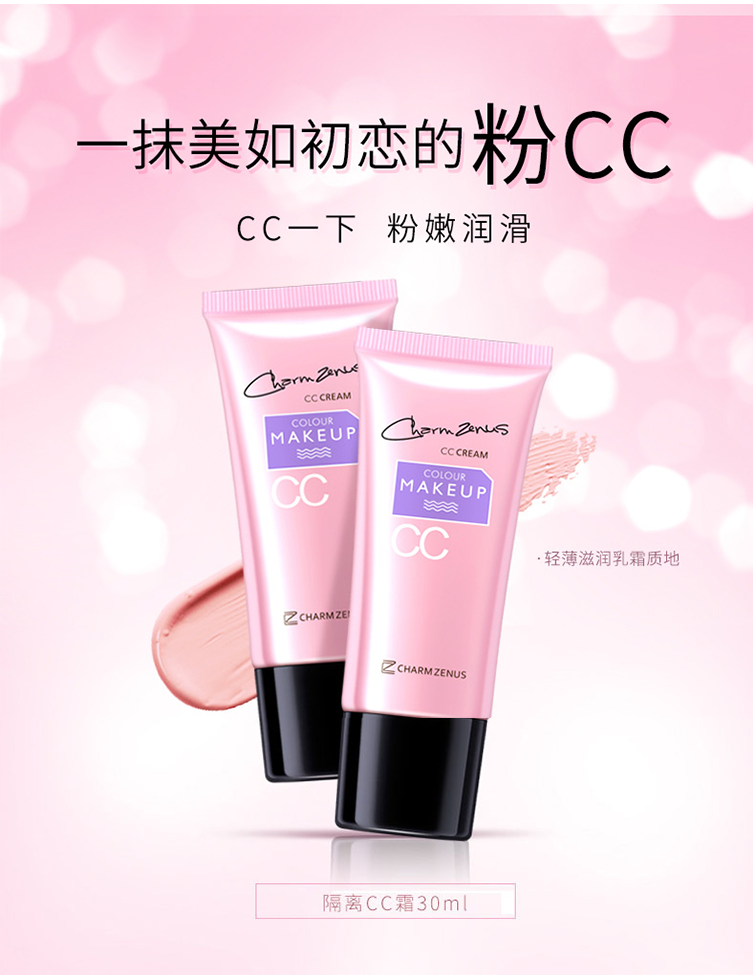 一抹美如初恋的粉CC
CC一下 粉嫩润滑
Charm Zenus
CC CREAM
COLOUR
MAKEUP
CC
CHARM ZE
Charm Zenus
CC CREAM
COLOUR
MAKEUP
CC
CHARM ZENUS
·轻薄滋润乳霜质地
隔离CC霜30ml